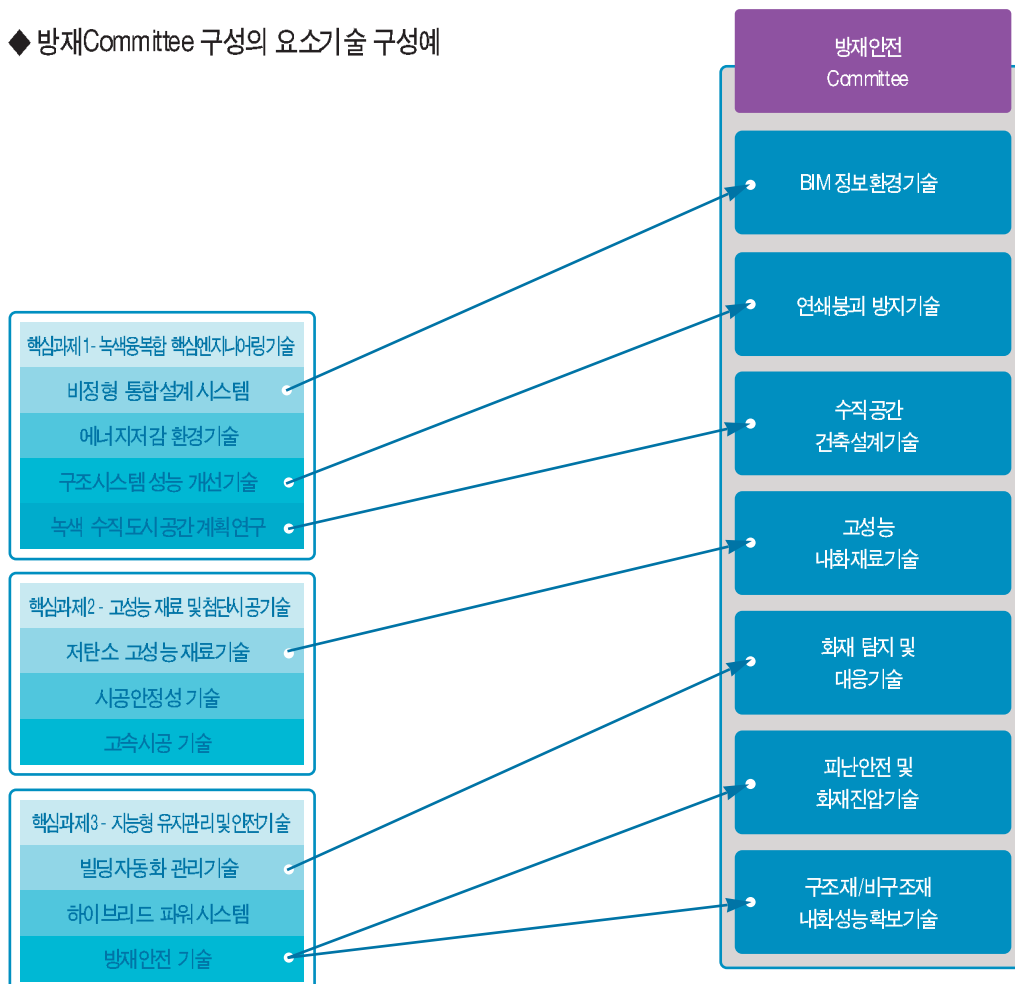 ◆ 방재Committee 구성의 요소기술 구성예
방재안전
Committee
BIM 정보환경기술
연쇄붕괴 방지기술
수직공간
건축설계기술
고성능
내화재료기술
화재 탐지 및
대응기술
피난안전 및
화재진압기술
구조재/비구조재
내화성능확보기술
핵심과제1- 녹색융복합 핵심엔지니어링기술
비정형 통합설계시스템
에너지저감 환경기술
구조시스템성능 개선기술
녹색 수직도시공간계획연구
핵심과제2 - 고성능 재료 및첨단시공기술
저탄소 고성능재료기술
시공안정성 기술
고속시공 기술
핵심과제3 - 지능형 유지관리및안전기술
빌딩자동화 관리기술
하이브리드 파워시스템
방재안전 기술